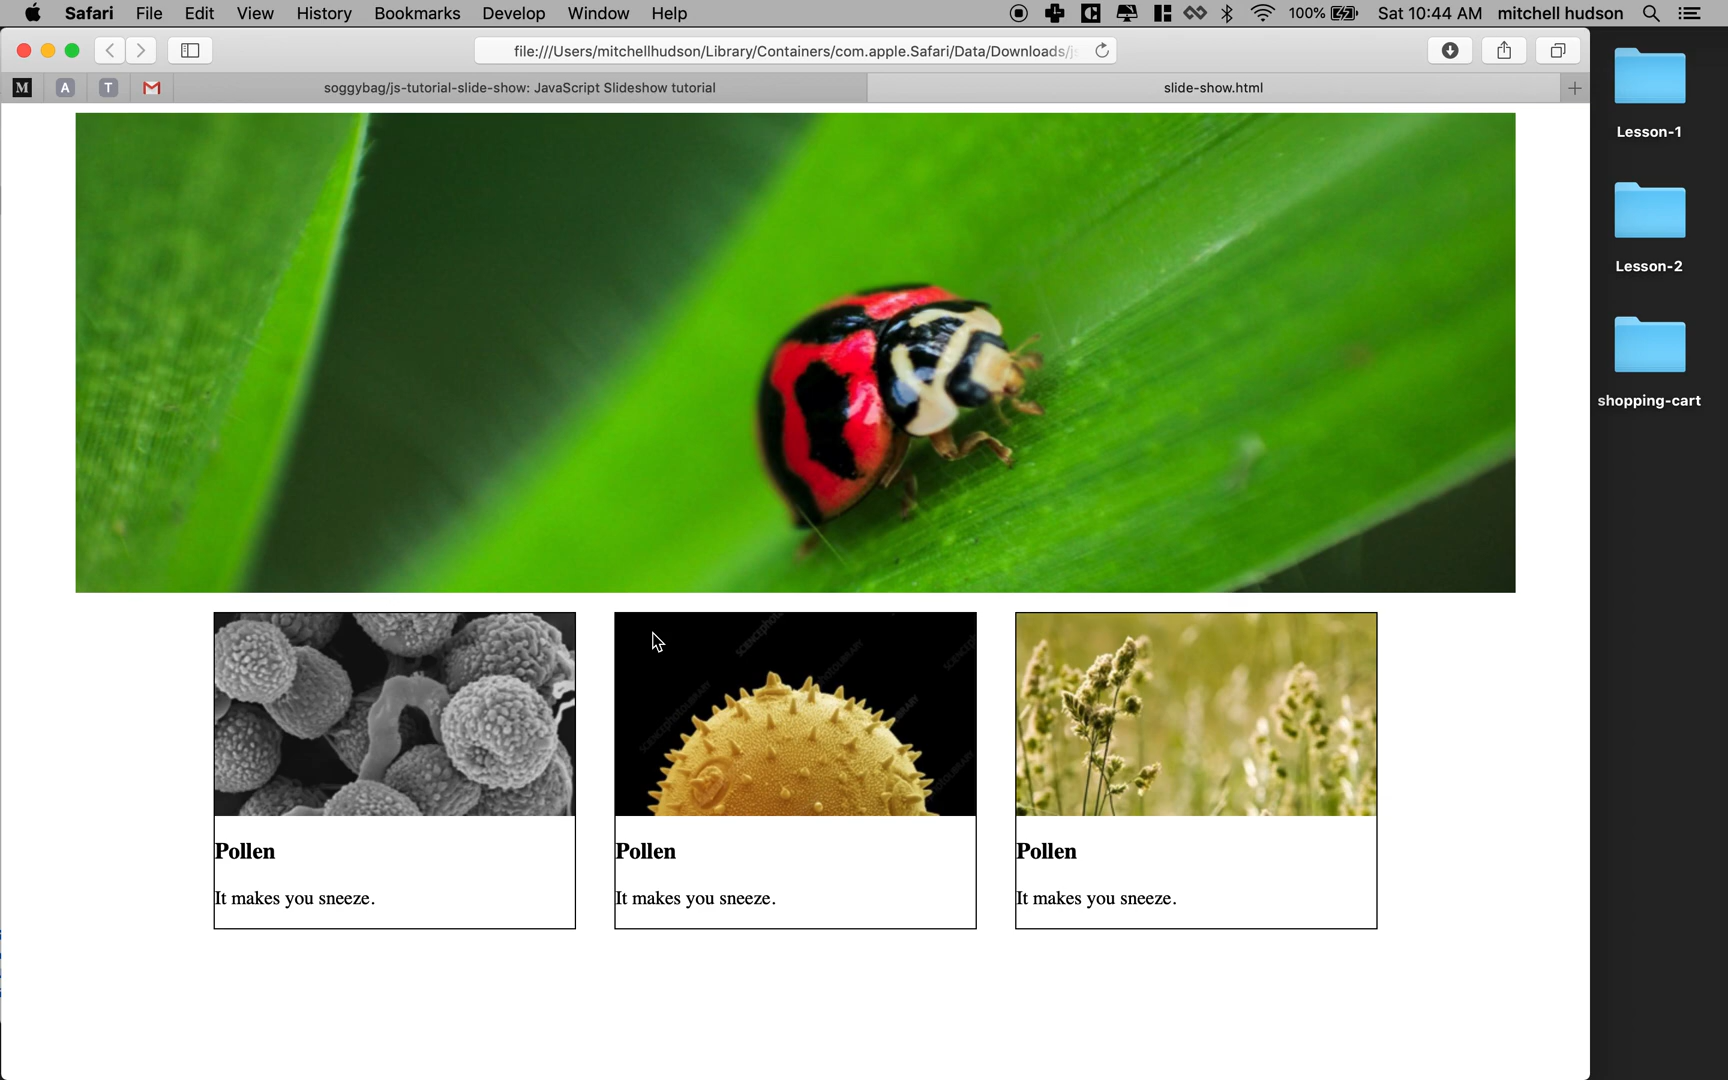 Safari File Edit View History Bookmarks Develop Window Help 100% Sat 10:44 AM mitchell hudson
file:///Users/mitchellhudson/Library/Containers/com.apple.Safari/Data/Downloads/
M A T soggybag/js-tutorial-slide-show: JavaScript Slideshow tutorial slide-show.html
Lesson-1
Lesson-2
shopping-cart
SCIENCEphotoLIBRARY
Pollen
It makes you sneeze.
Pollen
It makes you sneeze.
Pollen
It makes you sneeze.